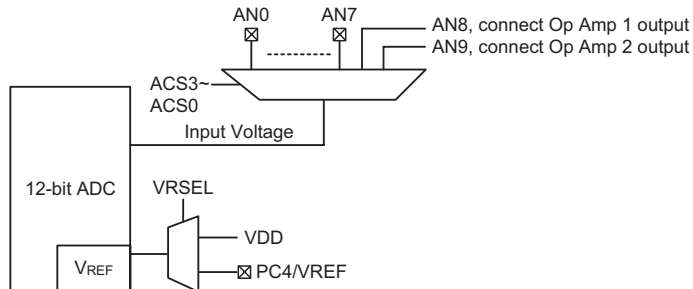 AN0
AN7
AN8, connect Op Amp 1 output
AN9, connect Op Amp 2 output
ACS3~
ACS0
Input Voltage
12-bit ADC
VRSEL
VDD
VREF
PC4/VREF